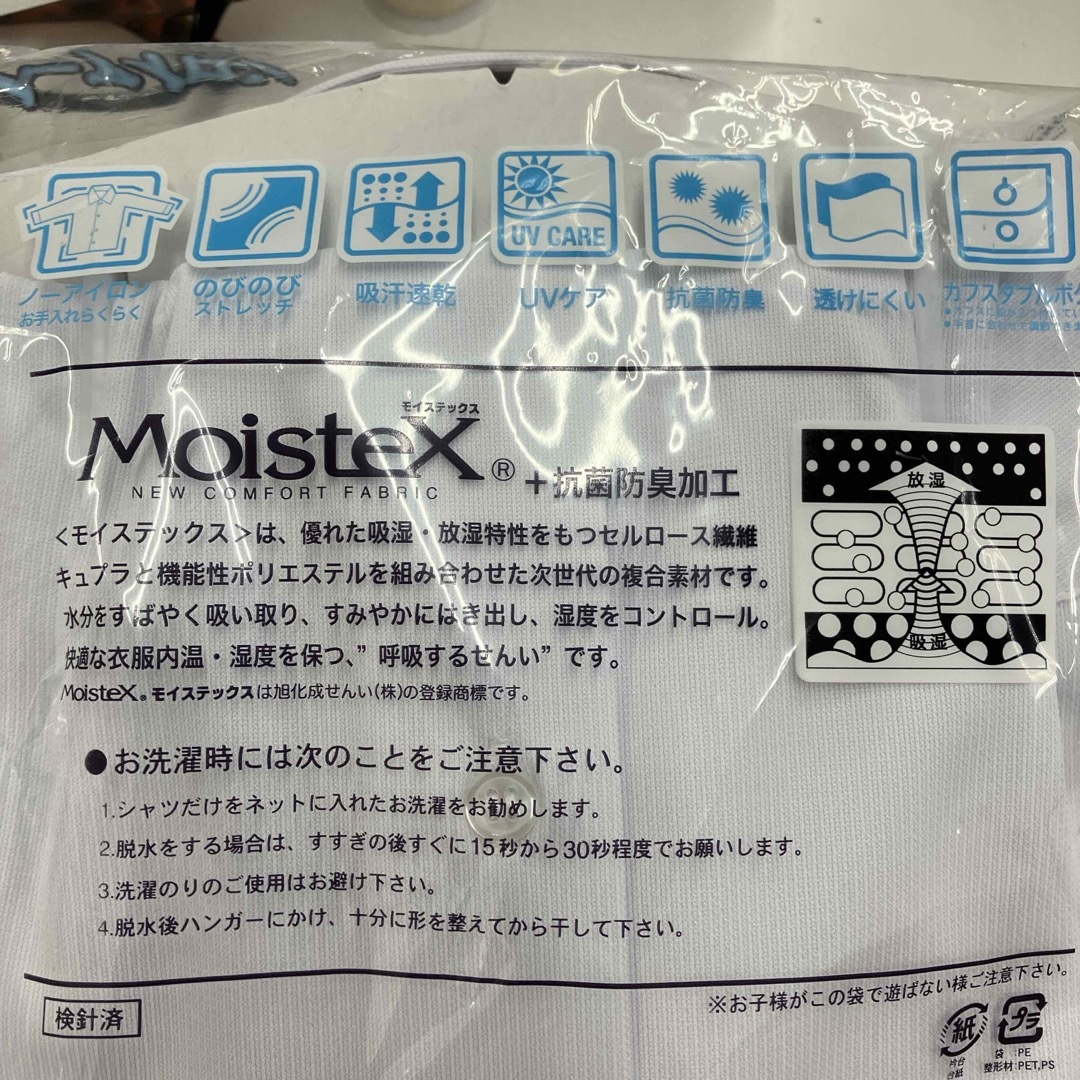 ノーアイロン
お手入れらくらく
のびのび
ストレッチ
吸汗速乾
UV CARE
UVケア
抗菌防臭
透けにくい
カフスタブルボ
モイステックス
MoisteX® +抗菌防臭加工
NEW COMFORT FABRIC
<モイステックス>は、優れた吸湿・放湿特性をもつセルロース繊維
キュプラと機能性ポリエステルを組み合わせた次世代の複合素材です。
水分をすばやく吸い取り、すみやかにはき出し、湿度をコントロール。
快適な衣服内温・湿度を保つ、”呼吸するせんい”です。
MoisteX®モイステックスは旭化成せんい(株)の登録商標です。
放湿
吸湿
●お洗濯時には次のことをご注意下さい。
1.シャツだけをネットに入れたお洗濯をお勧めします。
2.脱水をする場合は、すすぎの後すぐに15秒から30秒程度でお願いします。
3.洗濯のりのご使用はお避け下さい。
4.脱水後ハンガーにかけ、十分に形を整えてから干して下さい。
※お子様がこの袋で遊ばない様ご注意下さい。
検針済
紙
プラ
衿台
台紙
袋 :PE
整形材:PET,PS